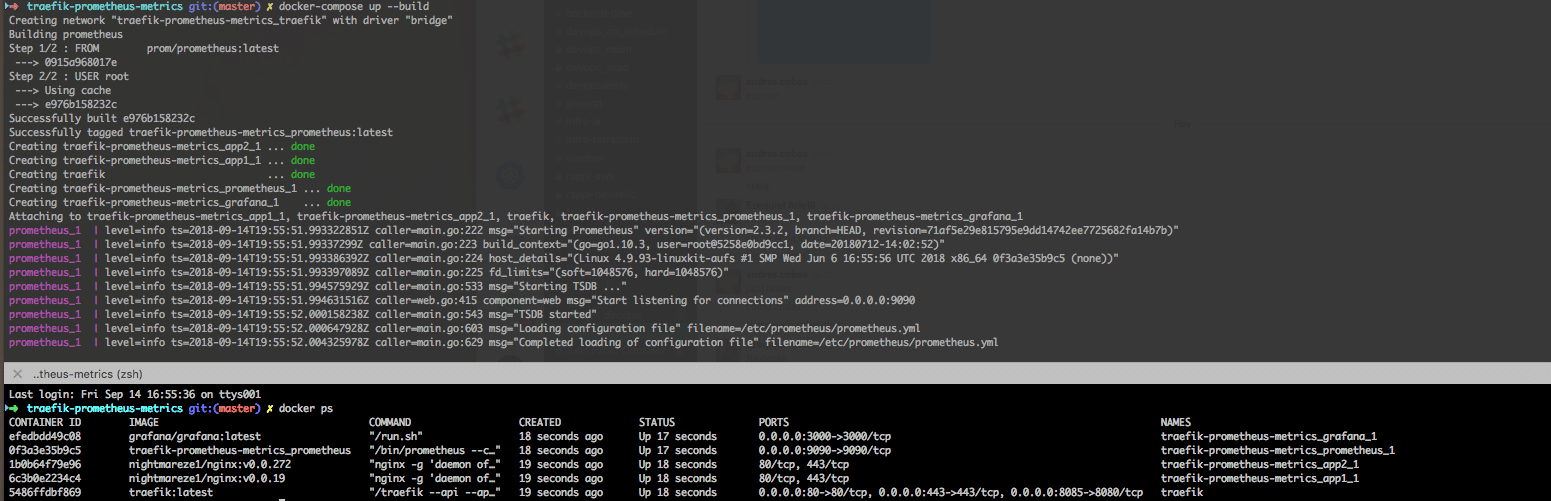 traefik-prometheus-metrics git:(master) ✗ docker-compose up --build
Creating network "traefik-prometheus-metrics_traefik" with driver "bridge"
Building prometheus
Step 1/2 : FROM       prom/prometheus:latest
 ---> 0915a968017e
Step 2/2 : USER root
 ---> Using cache
 ---> e976b158232c
Successfully built e976b158232c
Successfully tagged traefik-prometheus-metrics_prometheus:latest
Creating traefik-prometheus-metrics_app2_1 ... done
Creating traefik-prometheus-metrics_app1_1 ... done
Creating traefik                           ... done
Creating traefik-prometheus-metrics_prometheus_1 ... done
Creating traefik-prometheus-metrics_grafana_1    ... done
Attaching to traefik-prometheus-metrics_app1_1, traefik-prometheus-metrics_app2_1, traefik, traefik-prometheus-metrics_prometheus_1, traefik-prometheus-metrics_grafana_1
prometheus_1  | level=info ts=2018-09-14T19:55:51.993322851Z caller=main.go:222 msg="Starting Prometheus" version="(version=2.3.2, branch=HEAD, revision=71af5e29e815795e9dd14742ee7725682fa14b7b)"
prometheus_1  | level=info ts=2018-09-14T19:55:51.99337299Z caller=main.go:223 build_context="(go=go1.10.3, user=root@5258e0bd9cc1, date=20180712-14:02:52)"
prometheus_1  | level=info ts=2018-09-14T19:55:51.993386392Z caller=main.go:224 host_details="(Linux 4.9.93-linuxkit-aufs #1 SMP Wed Jun 6 16:55:56 UTC 2018 x86_64 0f3a3e35b9c5 (none))"
prometheus_1  | level=info ts=2018-09-14T19:55:51.993397089Z caller=main.go:225 fd_limits="(soft=1048576, hard=1048576)"
prometheus_1  | level=info ts=2018-09-14T19:55:51.994575929Z caller=main.go:533 msg="Starting TSDB ..."
prometheus_1  | level=info ts=2018-09-14T19:55:51.994631516Z caller=web.go:415 component=web msg="Start listening for connections" address=0.0.0.0:9090
prometheus_1  | level=info ts=2018-09-14T19:55:52.000158238Z caller=main.go:543 msg="TSDB started"
prometheus_1  | level=info ts=2018-09-14T19:55:52.000647928Z caller=main.go:603 msg="Loading configuration file" filename=/etc/prometheus/prometheus.yml
prometheus_1  | level=info ts=2018-09-14T19:55:52.004325978Z caller=main.go:629 msg="Completed loading of configuration file" filename=/etc/prometheus/prometheus.yml
..theus-metrics (zsh)
Last login: Fri Sep 14 16:55:36 on ttys001
traefik-prometheus-metrics git:(master) ✗ docker ps
CONTAINER ID  IMAGE  COMMAND  CREATED  STATUS  PORTS  NAMES
efedbdd49c08  grafana/grafana:latest  "/run.sh"  18 seconds ago  Up 17 seconds  0.0.0.0:3000->3000/tcp  traefik-prometheus-metrics_grafana_1
0f3a3e35b9c5  traefik-prometheus-metrics_prometheus  "/bin/prometheus --c…"  18 seconds ago  Up 17 seconds  0.0.0.0:9090->9090/tcp  traefik-prometheus-metrics_prometheus_1
1b0b64f79e96  nightmareze1/nginx:v0.0.272  "nginx -g 'daemon of…"  19 seconds ago  Up 18 seconds  80/tcp, 443/tcp  traefik-prometheus-metrics_app2_1
6c3b0e2234c4  nightmareze1/nginx:v0.0.19  "nginx -g 'daemon of…"  19 seconds ago  Up 18 seconds  80/tcp, 443/tcp  traefik-prometheus-metrics_app1_1
5486ffdbf869  traefik:latest  "/traefik --api --ap…"  19 seconds ago  Up 18 seconds  0.0.0.0:80->80/tcp, 0.0.0.0:443->443/tcp, 0.0.0.0:8085->8080/tcp  traefik